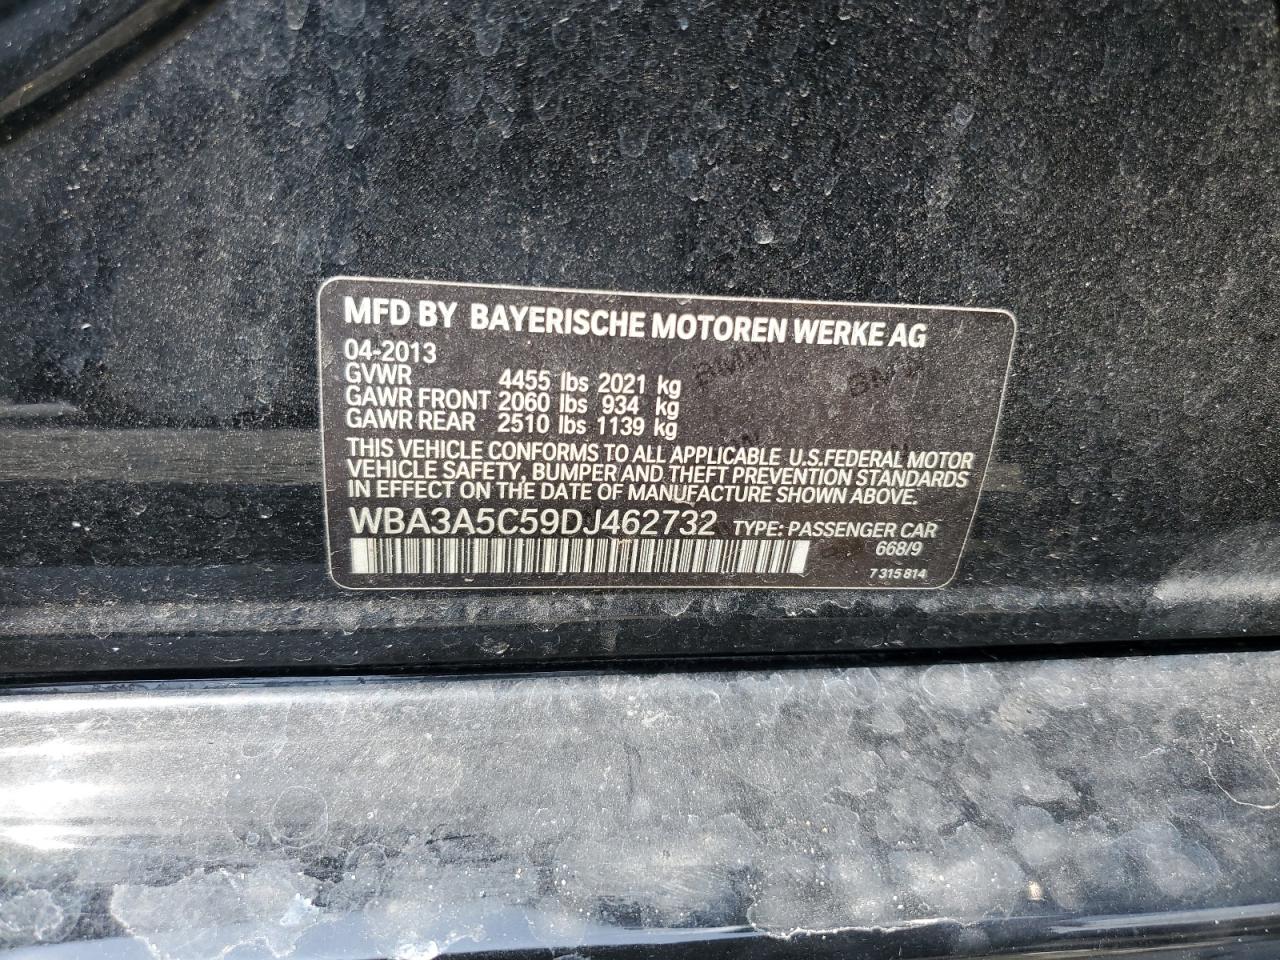 MFD BY BAYERISCHE MOTOREN WERKE AG
04-2013
GVWR 4455 lbs 2021 kg
GAWR FRONT 2060 lbs 934 kg
GAWR REAR 2510 lbs 1139 kg
THIS VEHICLE CONFORMS TO ALL APPLICABLE U.S.FEDERAL MOTOR
VEHICLE SAFETY, BUMPER AND THEFT PREVENTION STANDARDS
IN EFFECT ON THE DATE OF MANUFACTURE SHOWN ABOVE.
WBA3A5C59DJ462732 TYPE: PASSENGER CAR
668/9
7 315 814